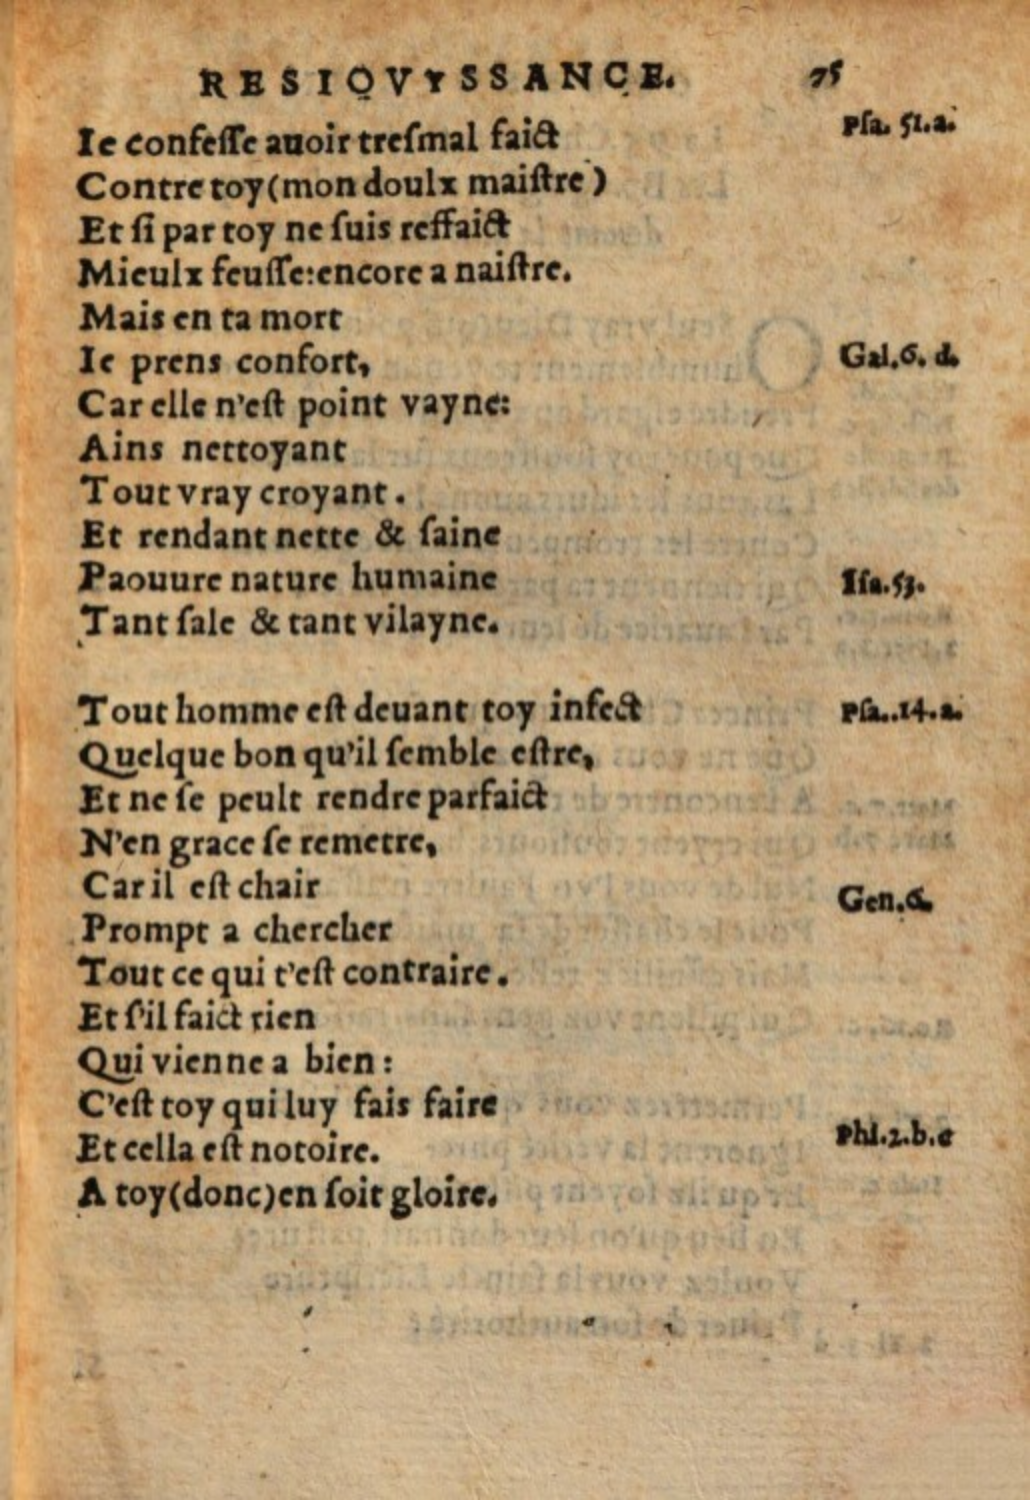 RESIOVYSSANCE. 75
Ie confeſſe auoir treſmal faict Pſa. 51.a.
Contre toy(mon doulx maiſtre)
Et ſi par toy ne ſuis reffaict
Mieulx feuſſe:encore a naiſtre.
Mais en ta mort
Ie prens confort, Gal.6. d.
Car elle n'eſt point vayne:
Ains nettoyant
Tout vray croyant.
Et rendant nette & ſaine
Paouure nature humaine Iſa.53.
Tant ſale & tant vilayne.
Tout homme eſt deuant toy infect Pſa..14.a.
Quelque bon qu'il ſemble eſtre,
Et ne ſe peult rendre parfaict
N'en grace ſe remetre,
Car il eſt chair Gen.6.
Prompt a chercher
Tout ce qui t'eſt contraire.
Et ſ'il faict rien
Qui vienne a bien:
C'eſt toy qui luy fais faire
Et cella eſt notoire. Phi.2.b.c
A toy(donc)en ſoit gloire.